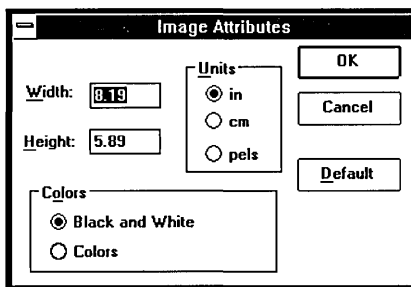 Image Attributes
Width: 8.19
Height: 5.89
Units
in
cm
pels
OK
Cancel
Default
Colors
Black and White
Colors